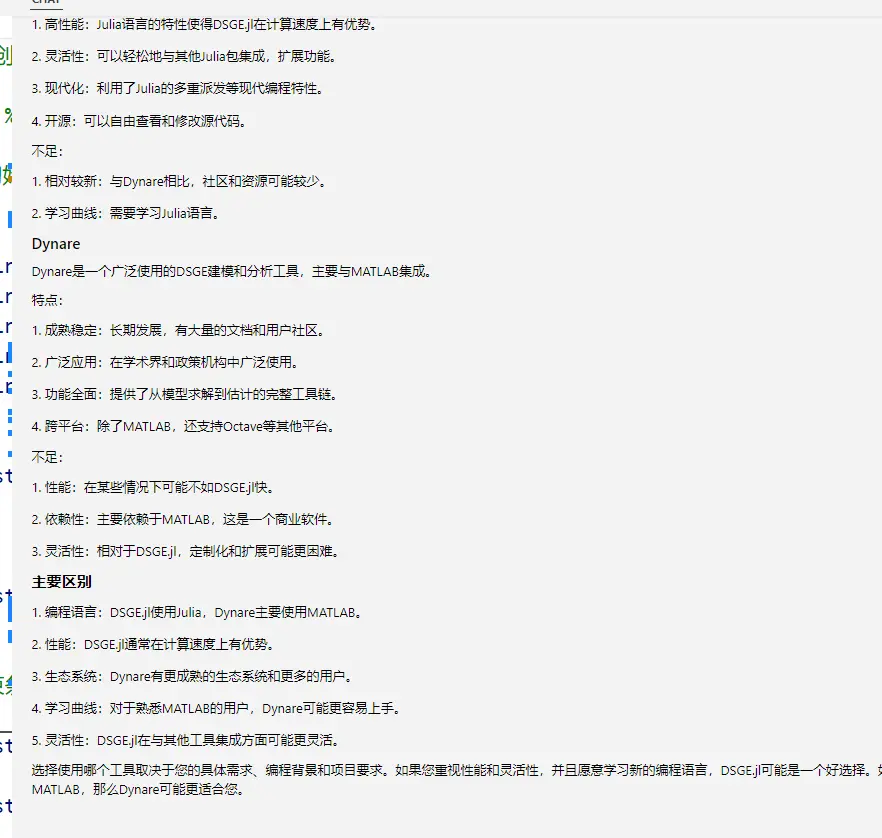 CHAT
1. 高性能：Julia语言的特性使得DSGE.jl在计算速度上有优势。
2. 灵活性：可以轻松地与其他Julia包集成，扩展功能。
3. 现代化：利用了Julia的多重派发等现代编程特性。
4. 开源：可以自由查看和修改源代码。
不足：
1. 相对较新：与Dynare相比，社区和资源可能较少。
2. 学习曲线：需要学习Julia语言。
Dynare
Dynare是一个广泛使用的DSGE建模和分析工具，主要与MATLAB集成。
特点：
1. 成熟稳定：长期发展，有大量的文档和用户社区。
2. 广泛应用：在学术界和政策机构中广泛使用。
3. 功能全面：提供了从模型求解到估计的完整工具链。
4. 跨平台：除了MATLAB，还支持Octave等其他平台。
不足：
1. 性能：在某些情况下可能不如DSGE.jl快。
2. 依赖性：主要依赖于MATLAB，这是一个商业软件。
3. 灵活性：相对于DSGE.jl，定制化和扩展可能更困难。
主要区别
1. 编程语言：DSGE.jl使用Julia，Dynare主要使用MATLAB。
2. 性能：DSGE.jl通常在计算速度上有优势。
3. 生态系统：Dynare有更成熟的生态系统和更多的用户。
4. 学习曲线：对于熟悉MATLAB的用户，Dynare可能更容易上手。
5. 灵活性：DSGE.jl在与其他工具集成方面可能更灵活。
选择使用哪个工具取决于您的具体需求、编程背景和项目要求。如果您重视性能和灵活性，并且愿意学习新的编程语言，DSGE.jl可能是一个好选择。
MATLAB，那么Dynare可能更适合您。